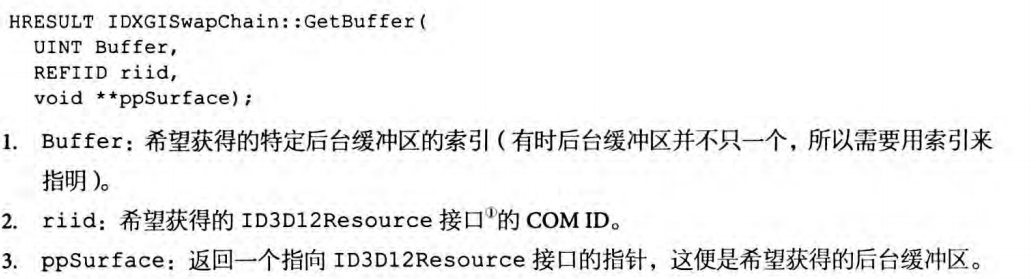 HRESULT IDXGISwapChain::GetBuffer(
UINT Buffer,
REFIID riid,
void **ppSurface);
1. Buffer：希望获得的特定后台缓冲区的索引（有时后台缓冲区并不只一个，所以需要用索引来
指明）。
2. riid：希望获得的 ID3D12Resource 接口①的 COM ID。
3. ppSurface：返回一个指向 ID3D12Resource 接口的指针，这便是希望获得的后台缓冲区。